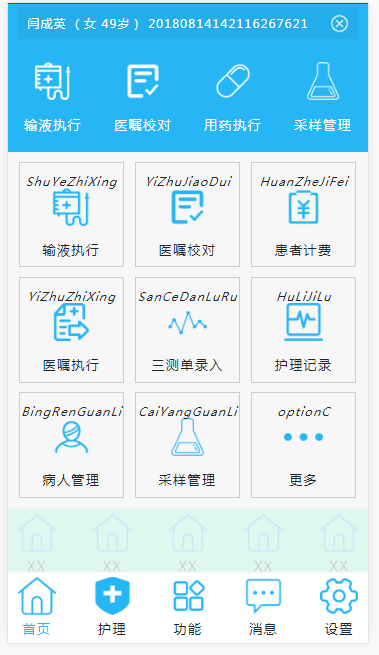 闫成英 （ 女 49岁 ） 20180814142116267621
输液执行 医嘱校对 用药执行 采样管理
ShuYeZhiXing YiZhuJiaoDui HuanZheJiFei
输液执行 医嘱校对 患者计费
YiZhuZhiXing SanCeDanLuRu HuLiJiLu
医嘱执行 三测单录入 护理记录
BingRenGuanLi CaiYangGuanLi optionC
病人管理 采样管理 更多
XX XX XX XX XX
首页 护理 功能 消息 设置